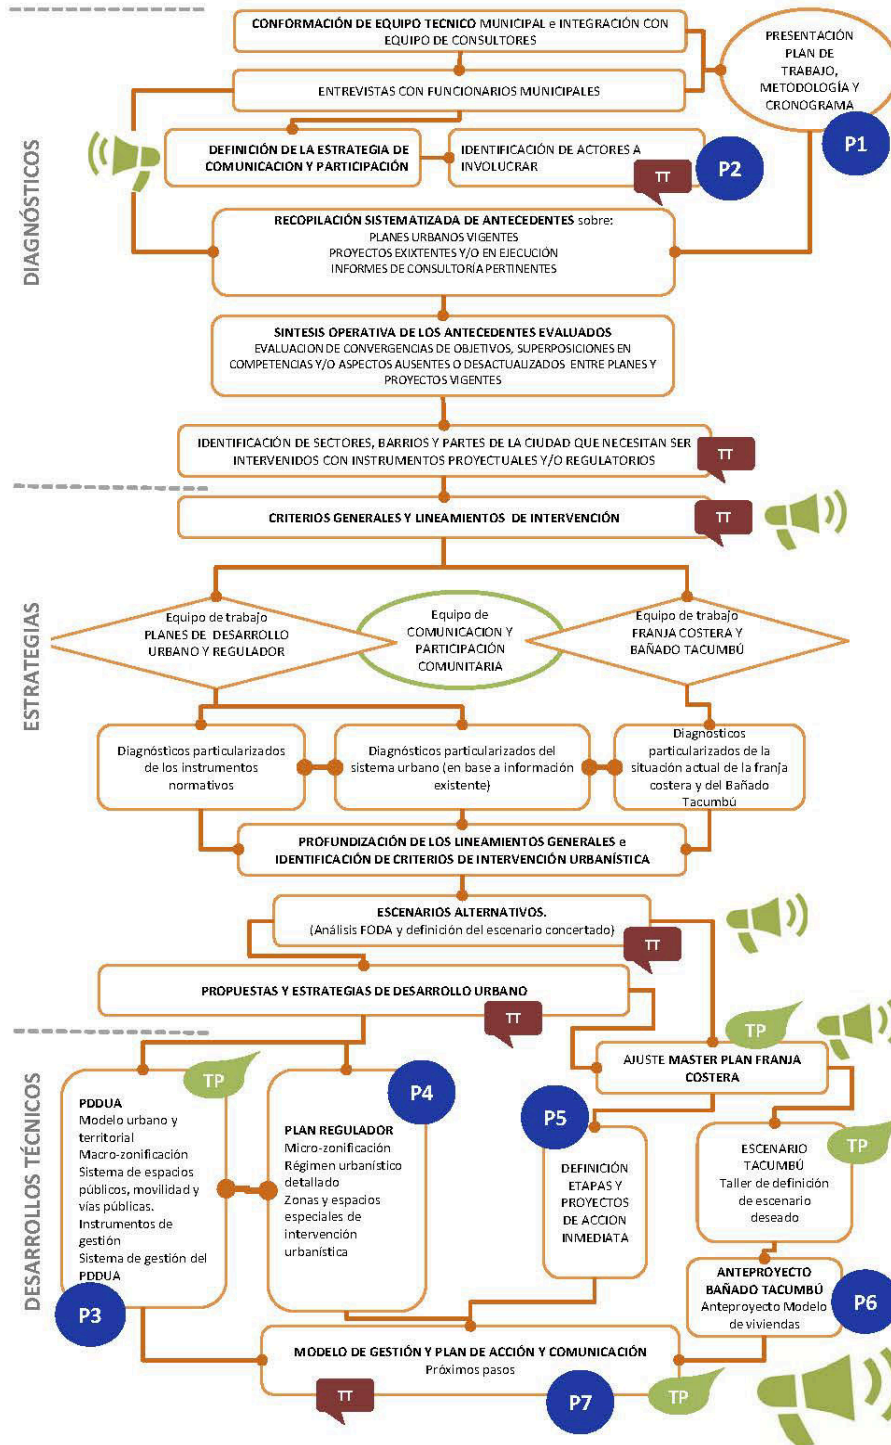 DIAGNÓSTICOS
CONFORMACIÓN DE EQUIPO TECNICO MUNICIPAL e INTEGRACIÓN CON
EQUIPO DE CONSULTORES
PRESENTACIÓN
PLAN DE
TRABAJO,
METODOLOGÍA Y
CRONOGRAMA
P1
ENTREVISTAS CON FUNCIONARIOS MUNICIPALES
DEFINICIÓN DE LA ESTRATEGIA DE
COMUNICACION Y PARTICIPACIÓN
IDENTIFICACIÓN DE ACTORES A
INVOLUCRAR
TT
P2
RECOPILACIÓN SISTEMATIZADA DE ANTECEDENTES sobre:
PLANES URBANOS VIGENTES
PROYECTOS EXIXTENTES Y/O EN EJECUCIÓN
INFORMES DE CONSULTORÍA PERTINENTES
SINTESIS OPERATIVA DE LOS ANTECEDENTES EVALUADOS
EVALUACION DE CONVERGENCIAS DE OBJETIVOS, SUPERPOSICIONES EN
COMPETENCIAS Y/O ASPECTOS AUSENTES O DESACTUALIZADOS ENTRE PLANES Y
PROYECTOS VIGENTES
IDENTIFICACIÓN DE SECTORES, BARRIOS Y PARTES DE LA CIUDAD QUE NECESITAN SER
INTERVENIDOS CON INSTRUMENTOS PROYECTUALES Y/O REGULATORIOS
TT
ESTRATEGIAS
CRITERIOS GENERALES Y LINEAMIENTOS DE INTERVENCIÓN
TT
Equipo de trabajo
PLANES DE DESARROLLO
URBANO Y REGULADOR
Equipo de
COMUNICACION Y
PARTICIPACIÓN
COMUNITARIA
Equipo de trabajo
FRANJA COSTERA Y
BAÑADO TACUMBÚ
Diagnósticos particularizados
de los instrumentos
normativos
Diagnósticos particularizados del
sistema urbano (en base a información
existente)
Diagnósticos
particularizados de la
situación actual de la franja
costera y del Bañado
Tacumbú
PROFUNDIZACIÓN DE LOS LINEAMIENTOS GENERALES e
IDENTIFICACIÓN DE CRITERIOS DE INTERVENCIÓN URBANÍSTICA
ESCENARIOS ALTERNATIVOS.
(Análisis FODA y definición del escenario concertado)
TT
PROPUESTAS Y ESTRATEGIAS DE DESARROLLO URBANO
TT
DESARROLLOS TÉCNICOS
TP
AJUSTE MASTER PLAN FRANJA
COSTERA
TP
PDDUA
Modelo urbano y
territorial
Macro-zonificación
Sistema de espacios
públicos, movilidad y
vías públicas.
Instrumentos de
gestión
Sistema de gestión del
PDDUA
P3
P4
PLAN REGULADOR
Micro-zonificación
Régimen urbanístico
detallado
Zonas y espacios
especiales de
intervención
urbanística
P5
DEFINICIÓN
ETAPAS Y
PROYECTOS
DE ACCION
INMEDIATA
TP
ESCENARIO
TACUMBÚ
Taller de definición
de escenario
deseado
ANTEPROYECTO
BAÑADO TACUMBÚ
Anteproyecto Modelo
de viviendas
P6
MODELO DE GESTIÓN Y PLAN DE ACCIÓN Y COMUNICACIÓN
Próximos pasos
TT
P7
TP